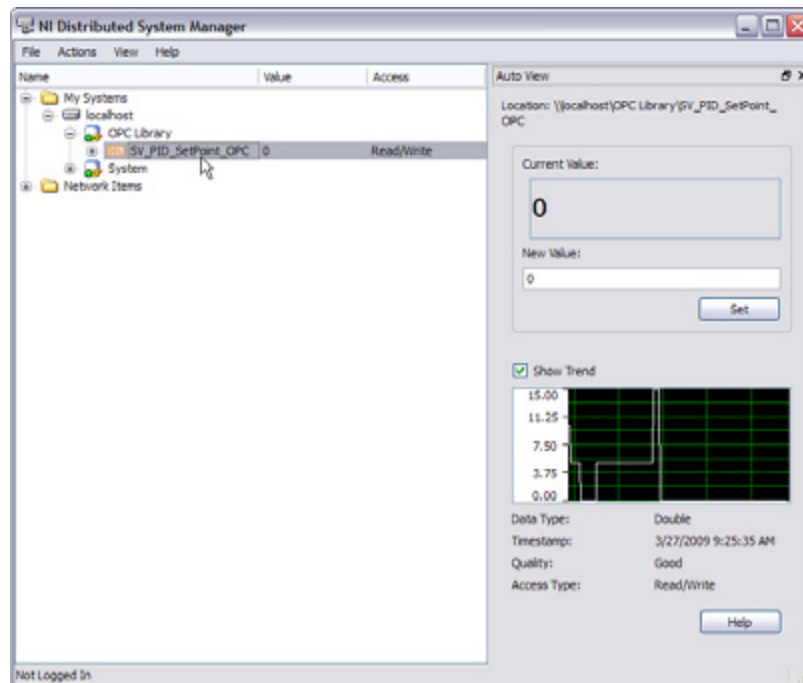 NI Distributed System Manager
File Actions View Help
Name Value Access
My Systems
localhost
OPC Library
SV_PID_SetPoint_OPC 0 Read/Write
System
Network Items
Auto View
Location: \\localhost\OPC Library\SV_PID_SetPoint_
OPC
Current Value:
0
New Value:
0
Set
Show Trend
15.00
11.25
7.50
3.75
0.00
Data Type: Double
Timestamp: 3/27/2009 9:25:35 AM
Quality: Good
Access Type: Read/Write
Help
Not Logged In